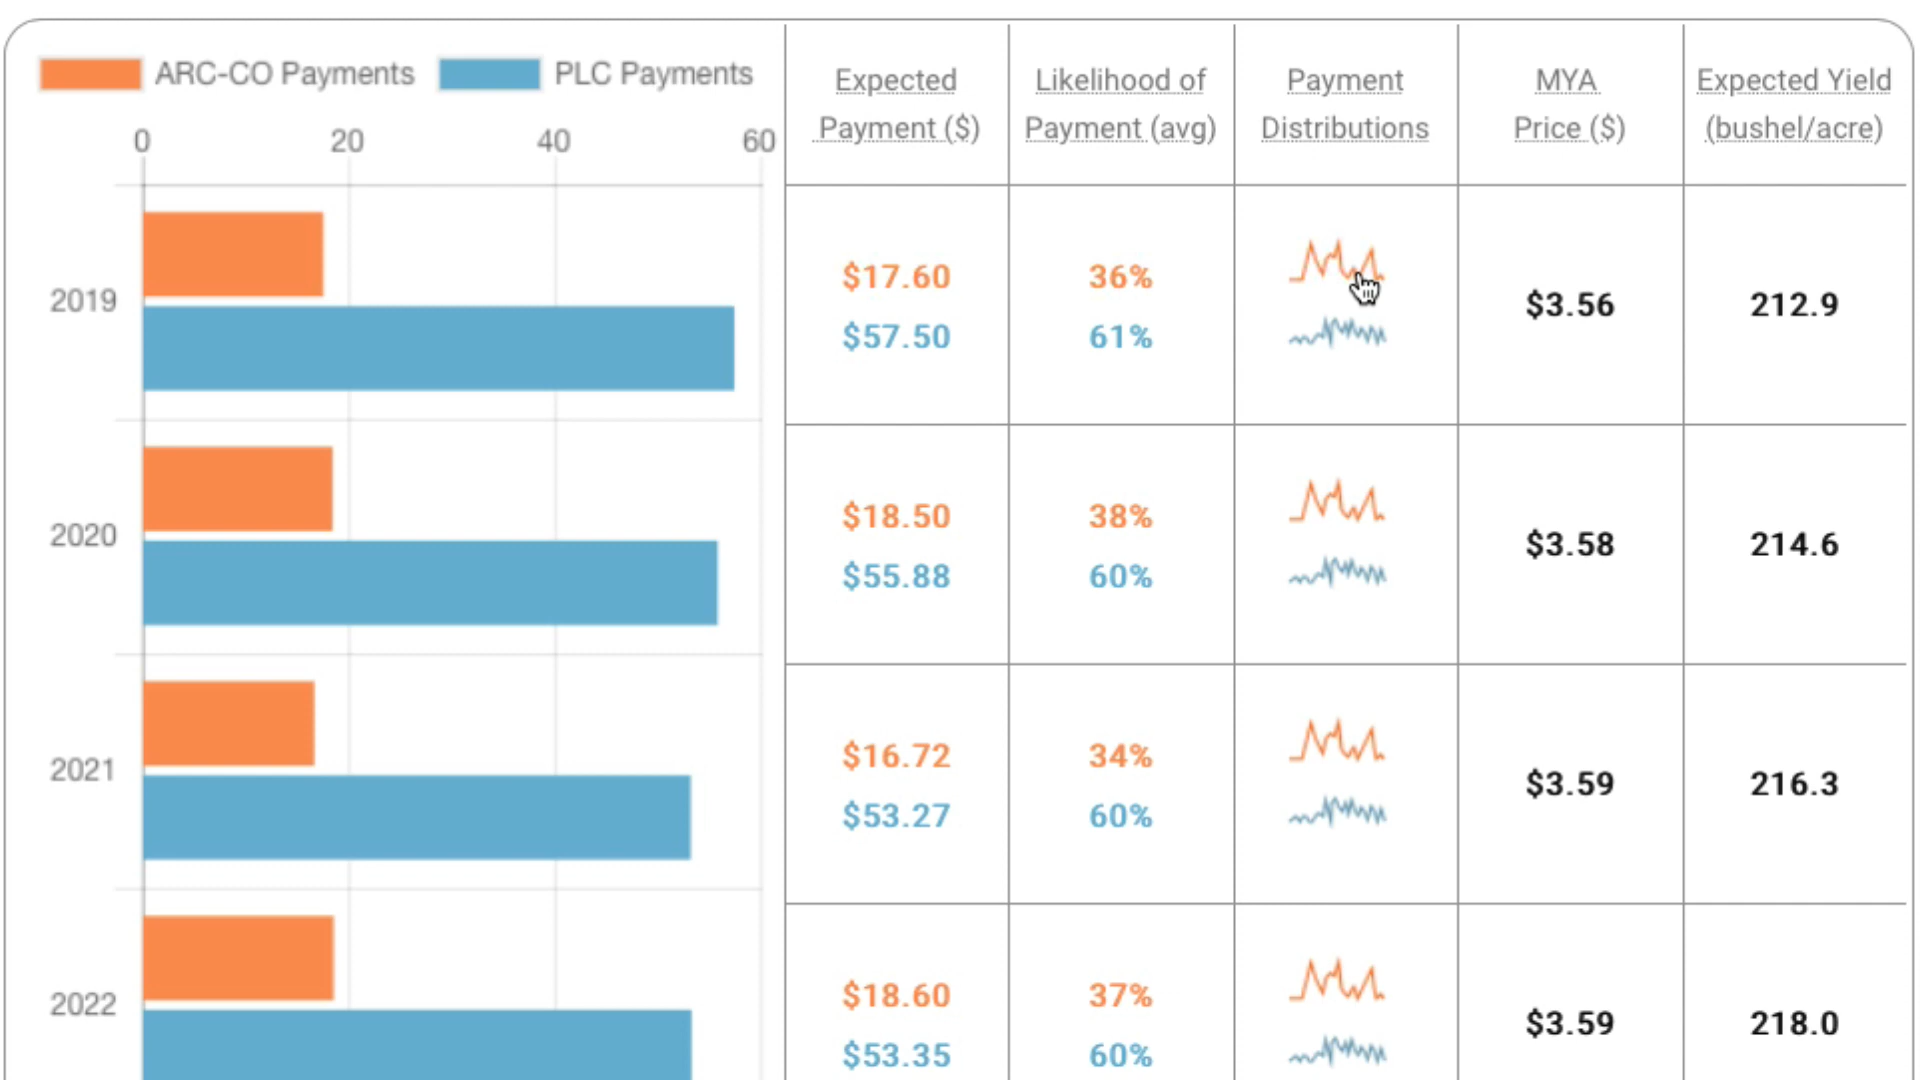 ARC-CO Payments PLC Payments
0 20 40 60
Expected Payment ($)
Likelihood of Payment (avg)
Payment Distributions
MYA Price ($)
Expected Yield (bushel/acre)
2019
$17.60 36%
$57.50 61%
$3.56 212.9
2020
$18.50 38%
$55.88 60%
$3.58 214.6
2021
$16.72 34%
$53.27 60%
$3.59 216.3
2022
$18.60 37%
$53.35 60%
$3.59 218.0